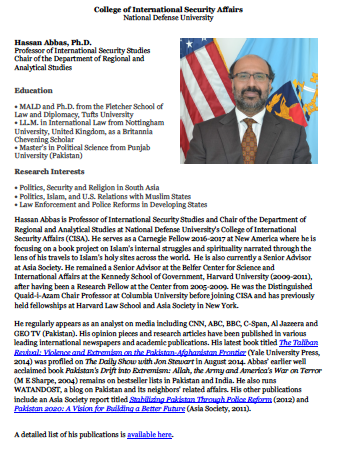 College of International Security Affairs
National Defense University
Hassan Abbas, Ph.D.
Professor of International Security Studies
Chair of the Department of Regional and
Analytical Studies
Education
• MALD and Ph.D. from the Fletcher School of
Law and Diplomacy, Tufts University
• LL.M. in International Law from Nottingham
University, United Kingdom, as a Britannia
Chevening Scholar
• Master's in Political Science from Punjab
University (Pakistan)
Research Interests
• Politics, Security and Religion in South Asia
• Politics, Islam, and U.S. Relations with Muslim States
• Law Enforcement and Police Reforms in Developing States
Hassan Abbas is Professor of International Security Studies and Chair of the Department of
Regional and Analytical Studies at National Defense University's College of International
Security Affairs (CISA). He serves as a Carnegie Fellow 2016-2017 at New America where he is
focusing on a book project on Islam's internal struggles and spirituality narrated through the
lens of his travels to Islam's holy sites across the world. He is also currently a Senior Advisor
at Asia Society. He remained a Senior Advisor at the Belfer Center for Science and
International Affairs at the Kennedy School of Government, Harvard University (2009-2011),
after having been a Research Fellow at the center from 2005-2009. He was the Distinguished
Quaid-i-Azam Chair Professor at Columbia University before joining CISA and has previously
held fellowships at Harvard Law School and Asia Society in New York.
He regularly appears as an analyst on media including CNN, ABC, BBC, C-Span, Al Jazeera and
GEO TV (Pakistan). His opinion pieces and research articles have been published in various
leading international newspapers and academic publications. His latest book titled The Taliban
Revival: Violence and Extremism on the Pakistan-Afghanistan Frontier (Yale University Press,
2014) was profiled on The Daily Show with Jon Stewart in August 2014. Abbas' earlier well
acclaimed book Pakistan's Drift into Extremism: Allah, the Army and America's War on Terror
(M E Sharpe, 2004) remains on bestseller lists in Pakistan and India. He also runs
WATANDOST, a blog on Pakistan and its neighbors' related affairs. His other publications
include an Asia Society report titled Stabilizing Pakistan Through Police Reform (2012) and
Pakistan 2020: A Vision for Building a Better Future (Asia Society, 2011).
A detailed list of his publications is available here.